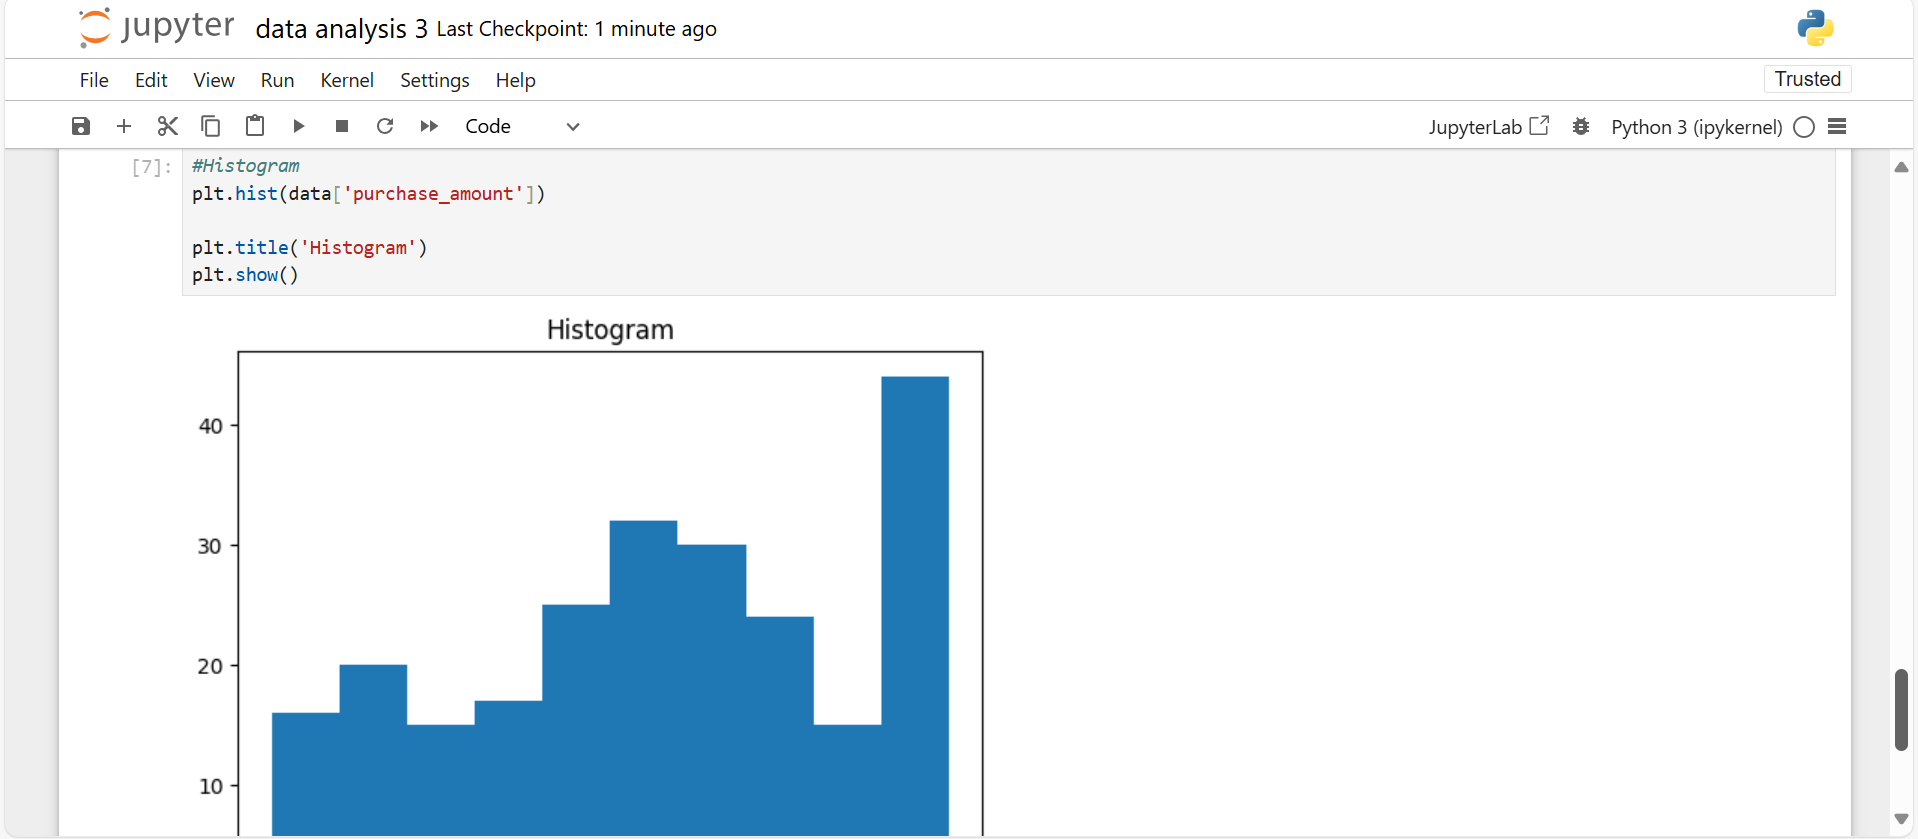 jupyter data analysis 3 Last Checkpoint: 1 minute ago
File Edit View Run Kernel Settings Help Trusted
Code JupyterLab Python 3 (ipykernel)
[7]: #Histogram
plt.hist(data['purchase_amount'])
plt.title('Histogram')
plt.show()
Histogram
40
30
20
10